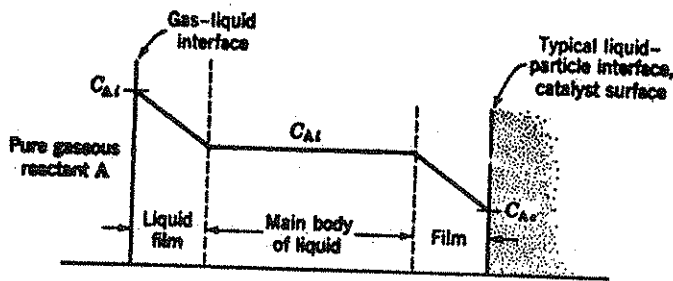 Gas–liquid
interface
Typical liquid–
particle interface,
catalyst surface
C_Ai
C_Al
Pure gaseous
reactant A
C_Ae
Liquid
film
Main body
of liquid
Film